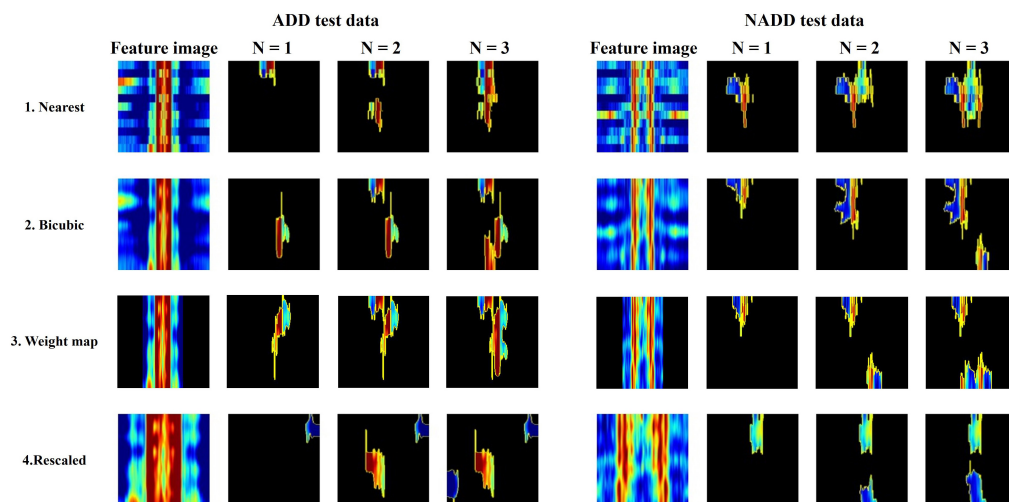 ADD test data NADD test data
Feature image N = 1 N = 2 N = 3 Feature image N = 1 N = 2 N = 3
1. Nearest
2. Bicubic
3. Weight map
4.Rescaled